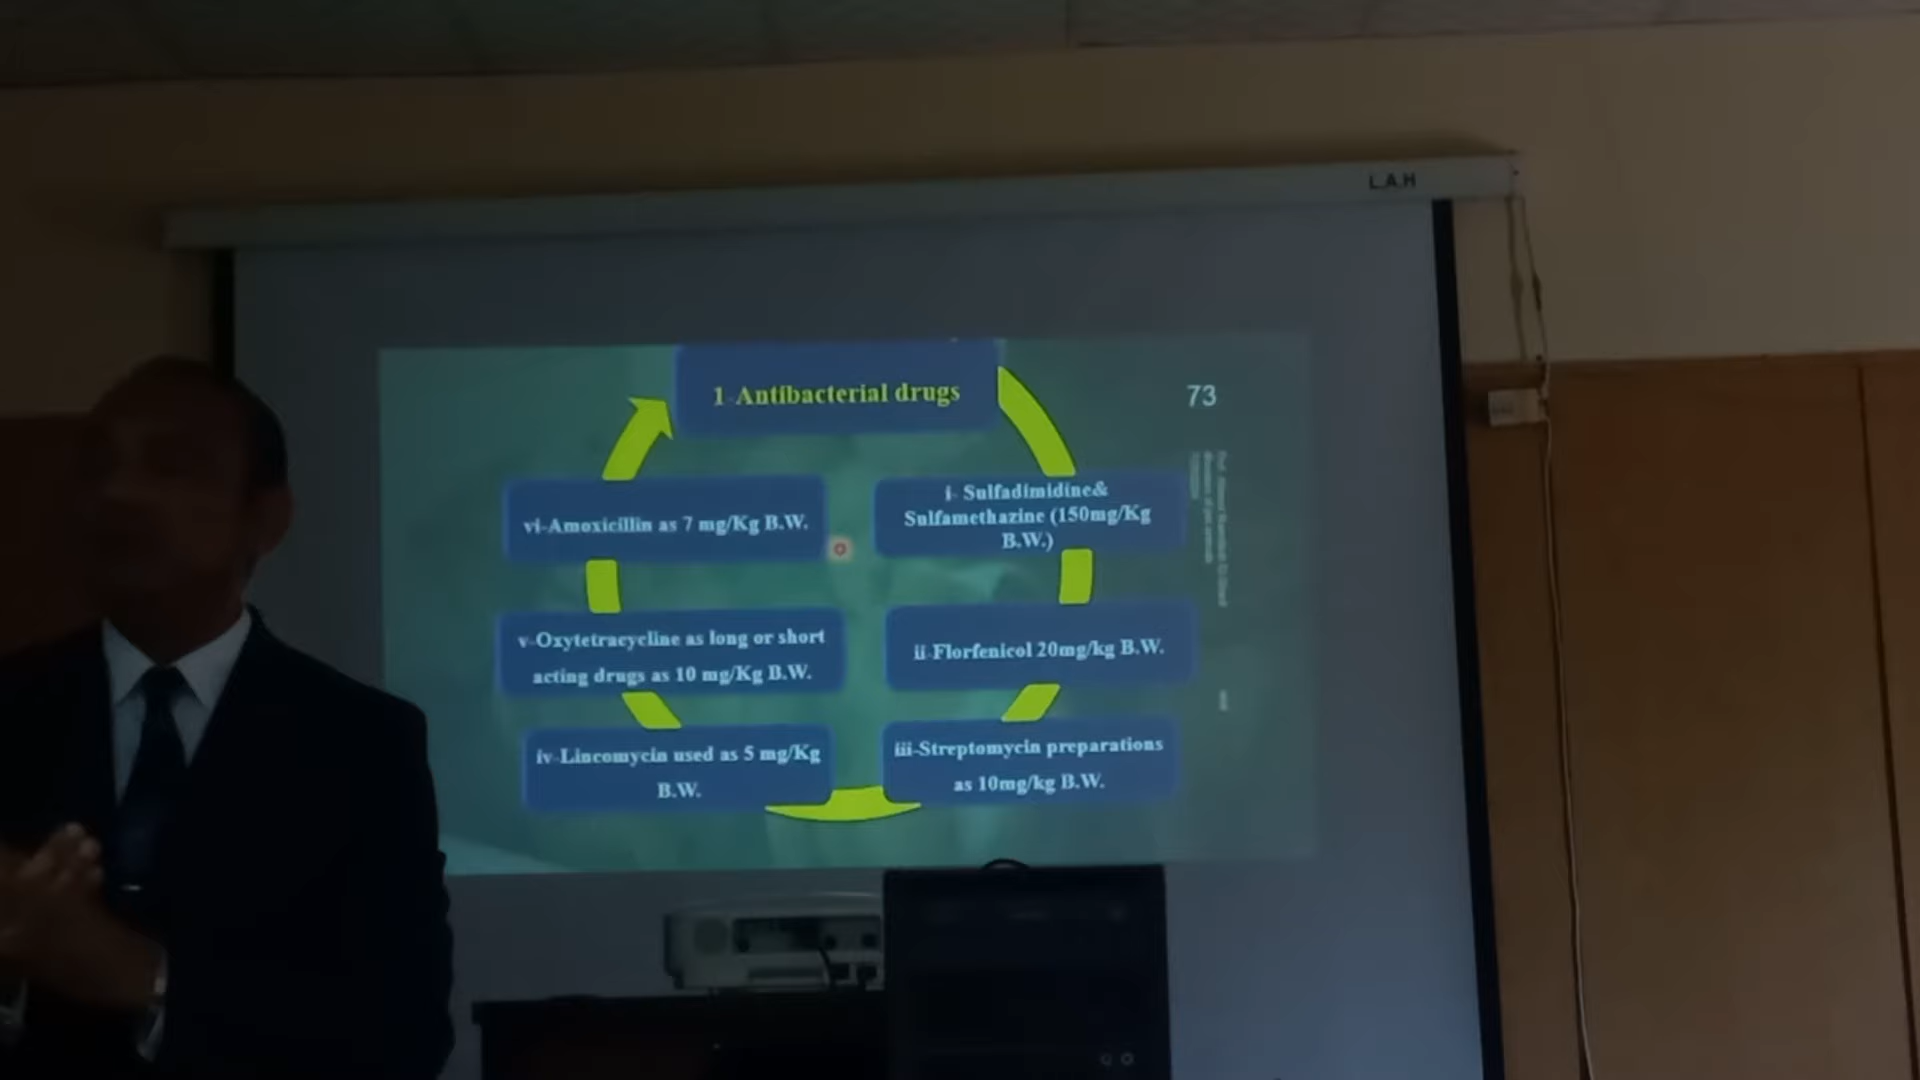 L.A.H
1-Antibacterial drugs
73
i- Sulfadimidine&
Sulfamethazine (150mg/Kg
B.W.)
ii-Florfenicol 20mg/kg B.W.
iii-Streptomycin preparations
as 10mg/kg B.W.
iv-Lincomycin used as 5 mg/Kg
B.W.
v-Oxytetracycline as long or short
acting drugs as 10 mg/Kg B.W.
vi-Amoxicillin as 7 mg/Kg B.W.